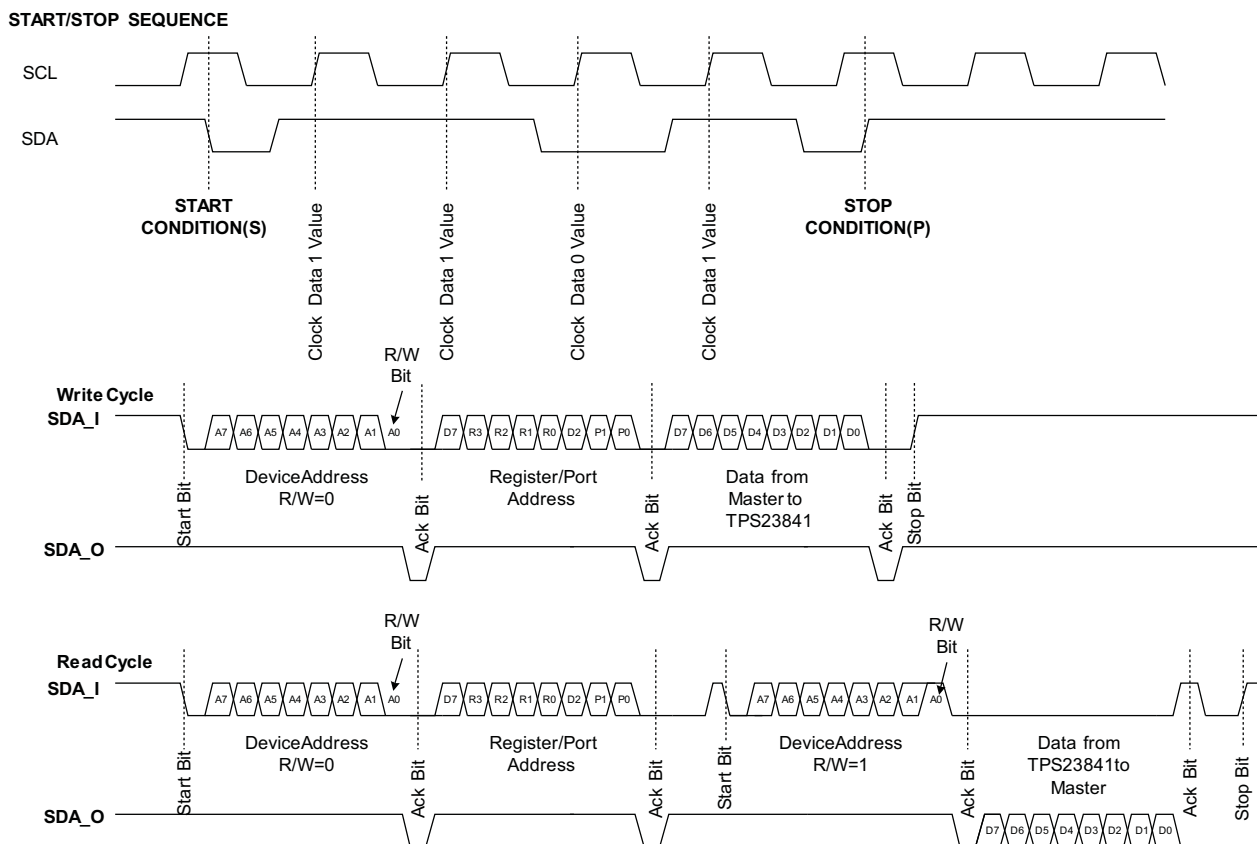 START/STOP SEQUENCE
SCL
SDA
START
CONDITION(S)
STOP
CONDITION(P)
Clock Data 1 Value
Clock Data 1 Value
Clock Data 0 Value
Clock Data 1 Value
R/W
Bit
Write Cycle
SDA_I
A7 A6 A5 A4 A3 A2 A1 A0
D7 R3 R2 R1 R0 D2 P1 P0
D7 D6 D5 D4 D3 D2 D1 D0
Start Bit
DeviceAddress
R/W=0
Ack Bit
Register/Port
Address
Ack Bit
Data from
Master to
TPS23841
Ack Bit
Stop Bit
SDA_O
R/W
Bit
R/W
Bit
Read Cycle
SDA_I
A7 A6 A5 A4 A3 A2 A1 A0
D7 R3 R2 R1 R0 D2 P1 P0
A7 A6 A5 A4 A3 A2 A1 A0
Start Bit
DeviceAddress
R/W=0
Ack Bit
Register/Port
Address
Ack Bit
Start Bit
DeviceAddress
R/W=1
Ack Bit
Data from
TPS23841to
Master
Ack Bit
Stop Bit
SDA_O
D7 D6 D5 D4 D3 D2 D1 D0